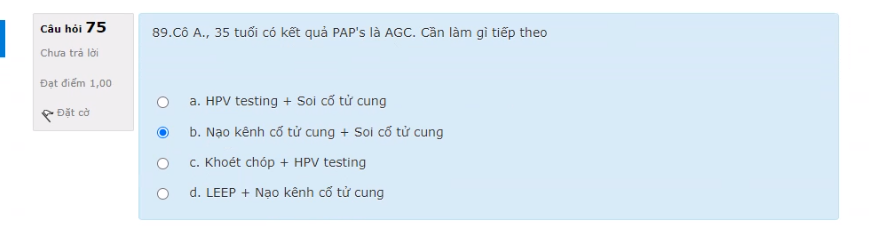 Câu hỏi 75
Chưa trả lời
Đạt điểm 1,00
Đặt cờ
89.Cô A., 35 tuổi có kết quả PAP's là AGC. Cần làm gì tiếp theo
a. HPV testing + Soi cổ tử cung
b. Nạo kênh cổ tử cung + Soi cổ tử cung
c. Khoét chóp + HPV testing
d. LEEP + Nạo kênh cổ tử cung